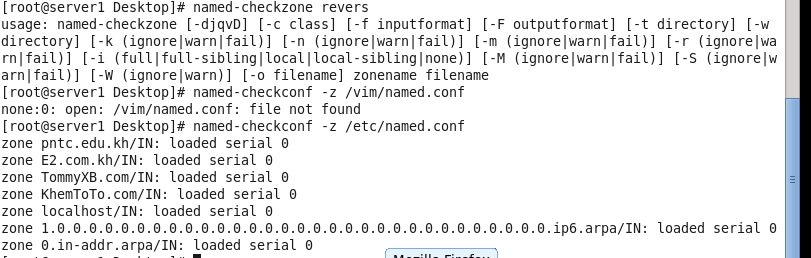 [root@server1 Desktop]# named-checkzone revers
usage: named-checkzone [-djqvD] [-c class] [-f inputformat] [-F outputformat] [-t directory] [-w
directory] [-k (ignore|warn|fail)] [-n (ignore|warn|fail)] [-m (ignore|warn|fail)] [-r (ignore|wa
rn|fail)] [-i (full|full-sibling|local|local-sibling|none)] [-M (ignore|warn|fail)] [-S (ignore|w
arn|fail)] [-W (ignore|warn)] [-o filename] zonename filename
[root@server1 Desktop]# named-checkconf -z /vim/named.conf
none:0: open: /vim/named.conf: file not found
[root@server1 Desktop]# named-checkconf -z /etc/named.conf
zone pntc.edu.kh/IN: loaded serial 0
zone E2.com.kh/IN: loaded serial 0
zone TommyXB.com/IN: loaded serial 0
zone KhemToTo.com/IN: loaded serial 0
zone localhost/IN: loaded serial 0
zone 1.0.0.0.0.0.0.0.0.0.0.0.0.0.0.0.0.0.0.0.0.0.0.0.0.0.0.0.0.0.0.0.ip6.arpa/IN: loaded serial 0
zone 0.in-addr.arpa/IN: loaded serial 0
[root@server1 Desktop]#
Mozilla Firefox